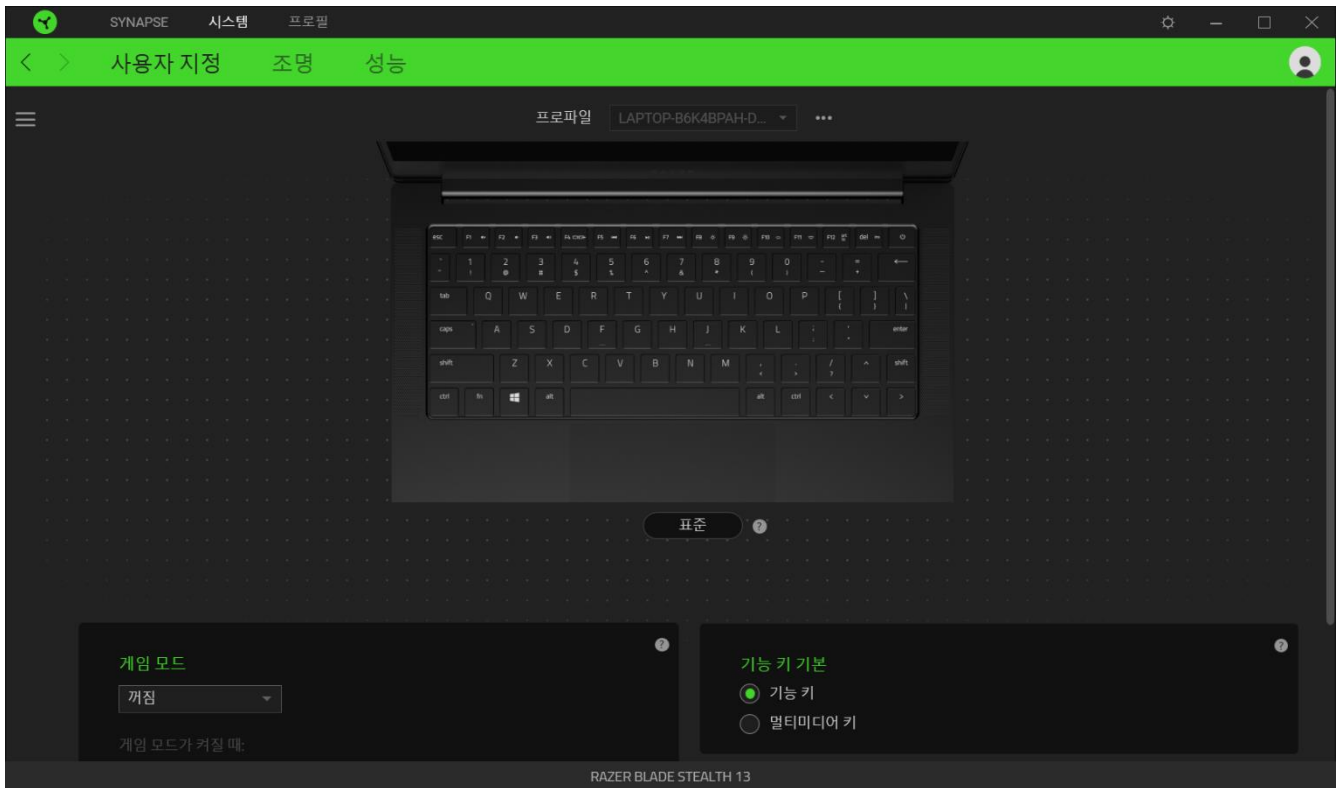 SYNAPSE 시스템 프로필
사용자 지정 조명 성능
프로파일 LAPTOP-B6K4BPAH-D...
esc F1 F2 F3 F4 F5 F6 F7 F8 F9 F10 F11 F12 del
1 2 3 4 5 6 7 8 9 0 - =
! @ # $ % ^ & * ( ) _ +
tab Q W E R T Y U I O P [ ] \
{ } |
caps A S D F G H J K L ; ' enter
shift Z X C V B N M , . / ^ shift
< > ?
ctrl fn alt alt ctrl < v >
표준 ?
게임 모드 ?
꺼짐
게임 모드가 켜질 때:
기능 키 기본 ?
기능 키
멀티미디어 키
RAZER BLADE STEALTH 13